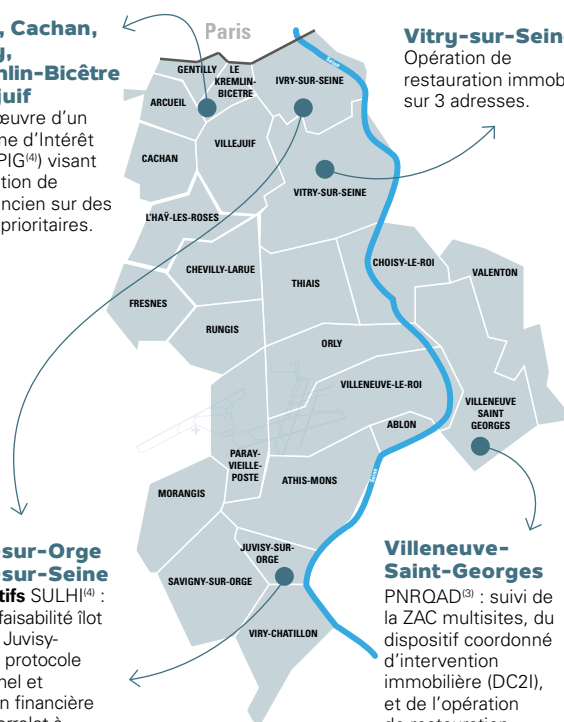 , Cachan,
Paris
Vitry-sur-Sein
Opération de
restauration immob
sur 3 adresses.
mlin-Bicêtre
juif
œuvre d'un
me d'Intérêt
PIG(4)) visant
tion de
ancien sur des
prioritaires.
Seine
GENTILLY
LE
KREMLIN-
BICETRE
IVRY-SUR-SEINE
ARCUEIL
VILLEJUIF
CACHAN
VITRY-SUR-SEINE
L'HAŸ-LES-ROSES
CHOISY-LE-ROI
CHEVILLY-LARUE
VALENTON
THIAIS
FRESNES
RUNGIS
ORLY
VILLENEUVE-LE-ROI
VILLENEUVE
SAINT
GEORGES
ABLON
PARAY-
VIEILLE-
POSTE
ATHIS-MONS
Seine
MORANGIS
JUVISY-SUR-
ORGE
SAVIGNY-SUR-ORGE
VIRY-CHATILLON
-sur-Orge
-sur-Seine
tifs SULHI(4) :
faisabilité îlot
Juvisy-
protocole
nel et
n financière
Villeneuve-
Saint-Georges
PNRQAD(3) : suivi de
la ZAC multisites, du
dispositif coordonné
d'intervention
immobilière (DC2I),
et de l'opération
de restauration